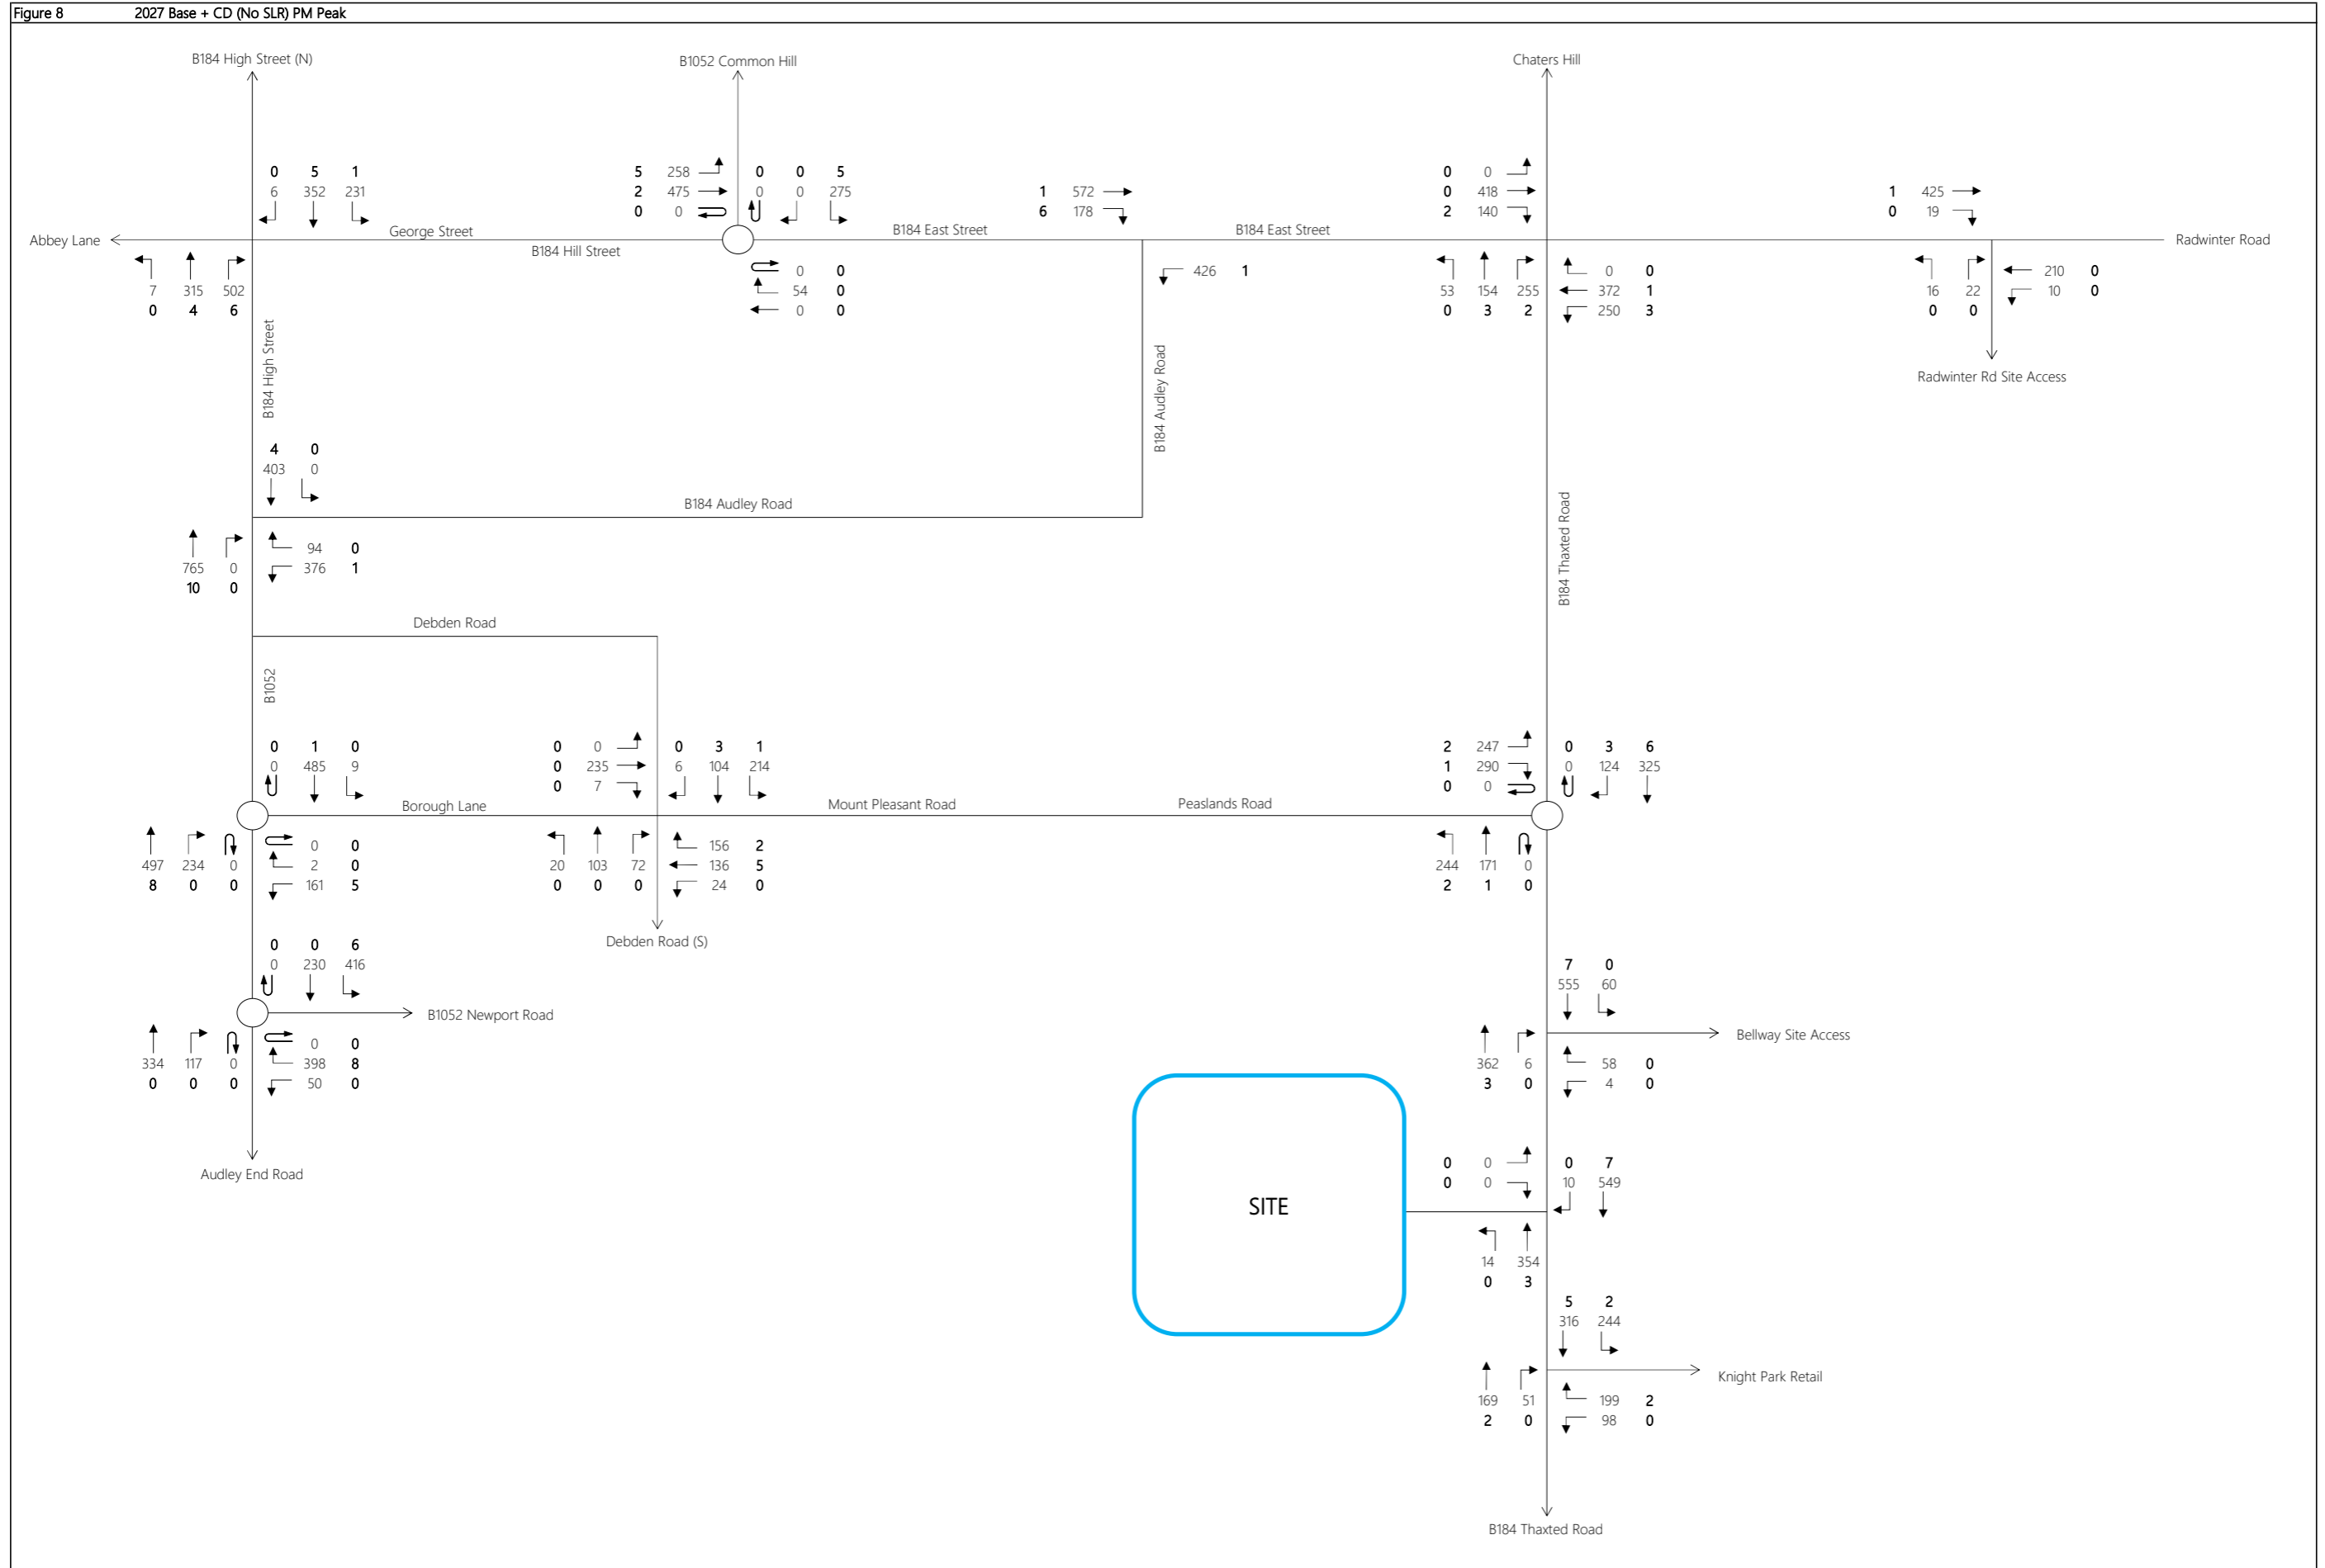 Figure 8 2027 Base + CD (No SLR) PM Peak
B184 High Street (N) B1052 Common Hill Chaters Hill
0 5 1 5 258 0 0 5 0 0
6 352 231 2 475 0 0 275 1 572 0 418 1 425
0 0 6 178 2 140 0 19
Abbey Lane George Street B184 East Street B184 East Street Radwinter Road
B184 Hill Street
0 0 426 1 0 0 210 0
7 315 502 54 0 53 154 255 372 1 16 22 10 0
0 4 6 0 0 0 3 2 250 3 0 0
B184 High Street
B184 Audley Road
Radwinter Rd Site Access
4 0
403 0
B184 Audley Road
B184 Thaxted Road
94 0
765 0 376 1
10 0
Debden Road
B1052
0 1 0 0 0 0 3 1 2 247 0 3 6
0 485 9 0 235 6 104 214 1 290 0 124 325
0 7 0 0
Borough Lane Mount Pleasant Road Peaslands Road
0 0 156 2
497 234 0 2 0 20 103 72 136 5 244 171 0
8 0 0 161 5 0 0 0 24 0 2 1 0
Debden Road (S)
0 0 6
0 230 416
7 0
555 60
B1052 Newport Road
Bellway Site Access
0 0
334 117 0 398 8
0 0 0 50 0
362 6 58 0
3 0 4 0
Audley End Road
0 0 0 7
0 0 10 549
SITE
14 354
0 3
5 2
316 244
Knight Park Retail
169 51 199 2
2 0 98 0
B184 Thaxted Road